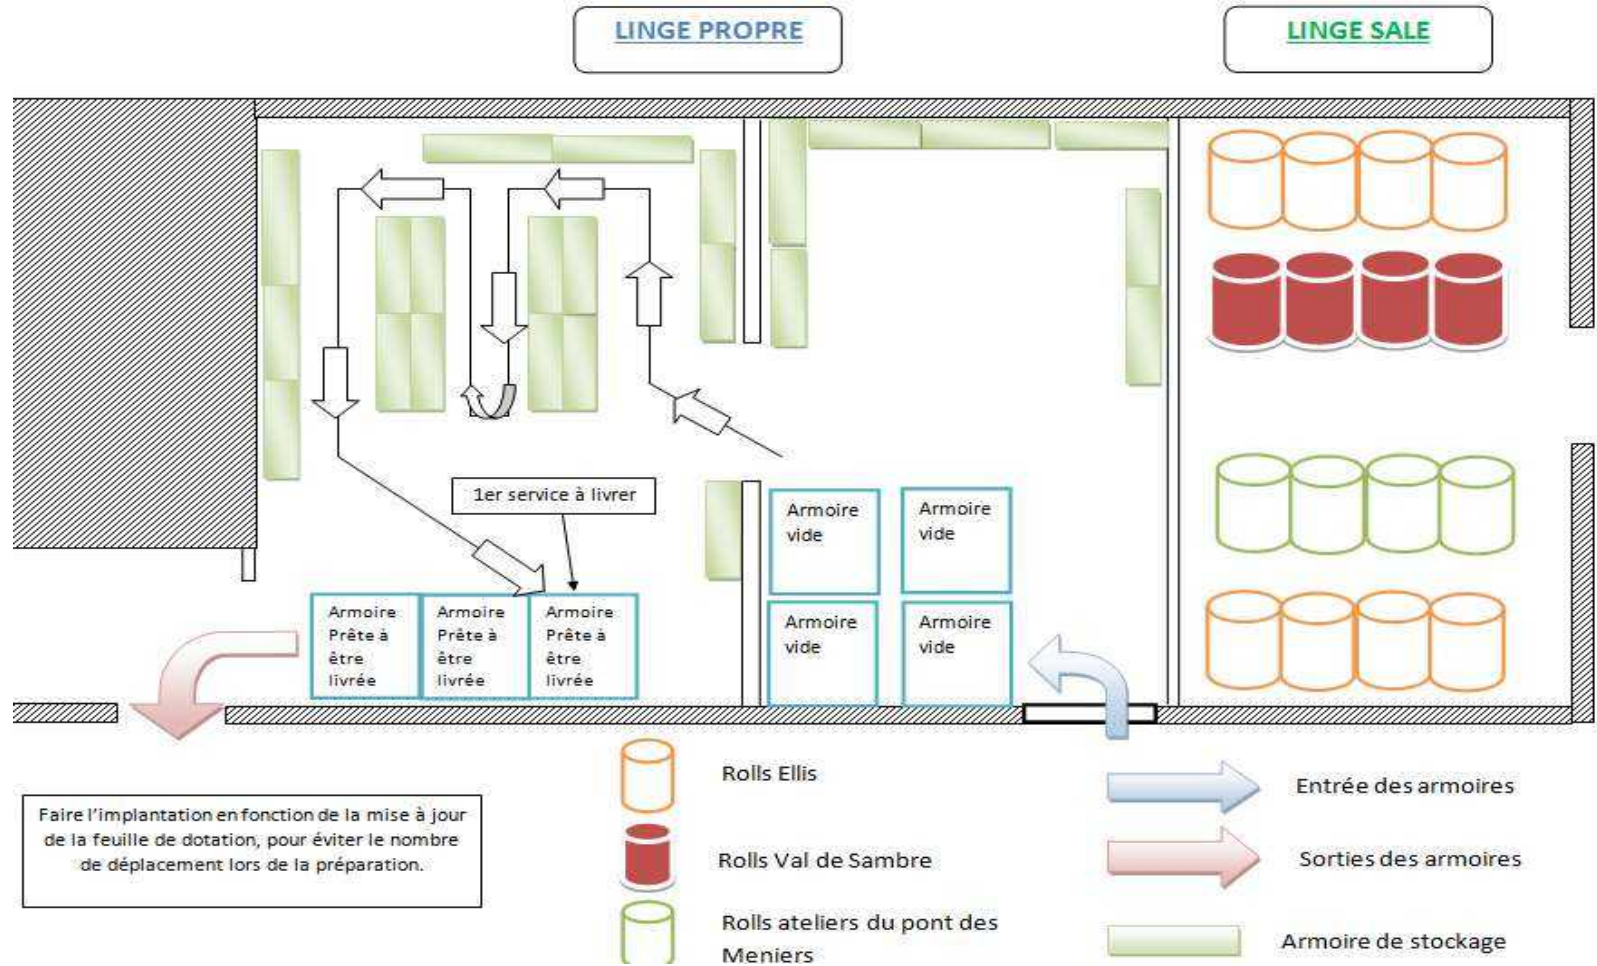 LINGE PROPRE
LINGE SALE
1er service à livrer
Armoire
vide
Armoire
vide
Armoire
Prête à
être
livrée
Armoire
Prête à
être
livrée
Armoire
Prête à
être
livrée
Armoire
vide
Armoire
vide
Faire l'implantation en fonction de la mise à jour
de la feuille de dotation, pour éviter le nombre
de déplacement lors de la préparation.
Rolls Ellis
Rolls Val de Sambre
Rolls ateliers du pont des
Meniers
Entrée des armoires
Sorties des armoires
Armoire de stockage